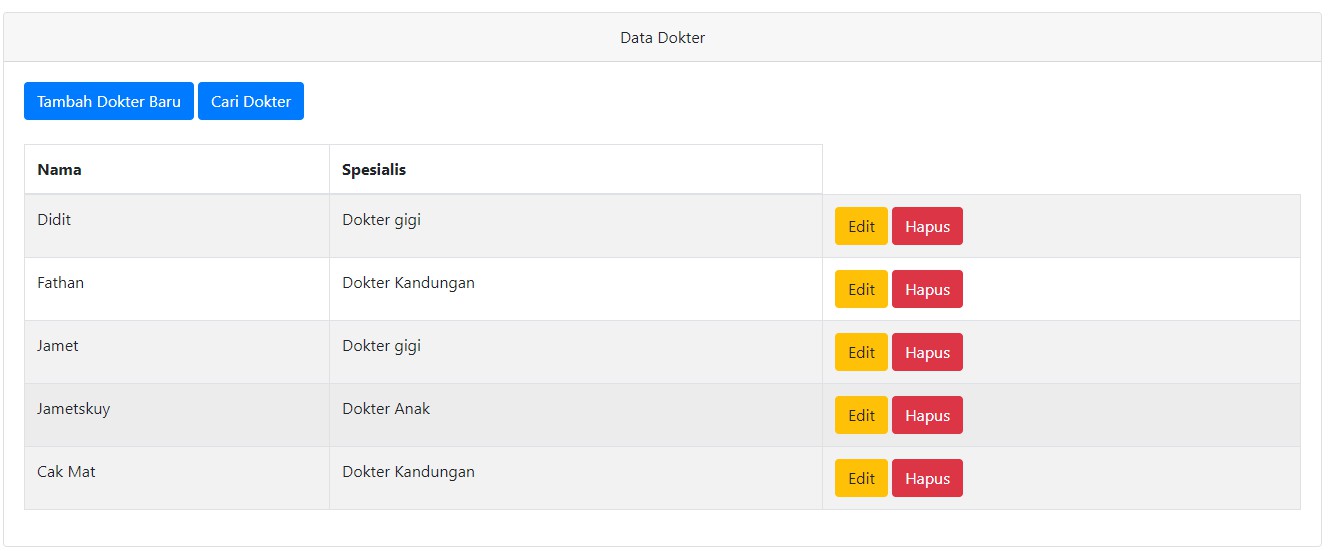 Data Dokter
Tambah Dokter Baru Cari Dokter
Nama Spesialis
Didit Dokter gigi Edit Hapus
Fathan Dokter Kandungan Edit Hapus
Jamet Dokter gigi Edit Hapus
Jametskuy Dokter Anak Edit Hapus
Cak Mat Dokter Kandungan Edit Hapus